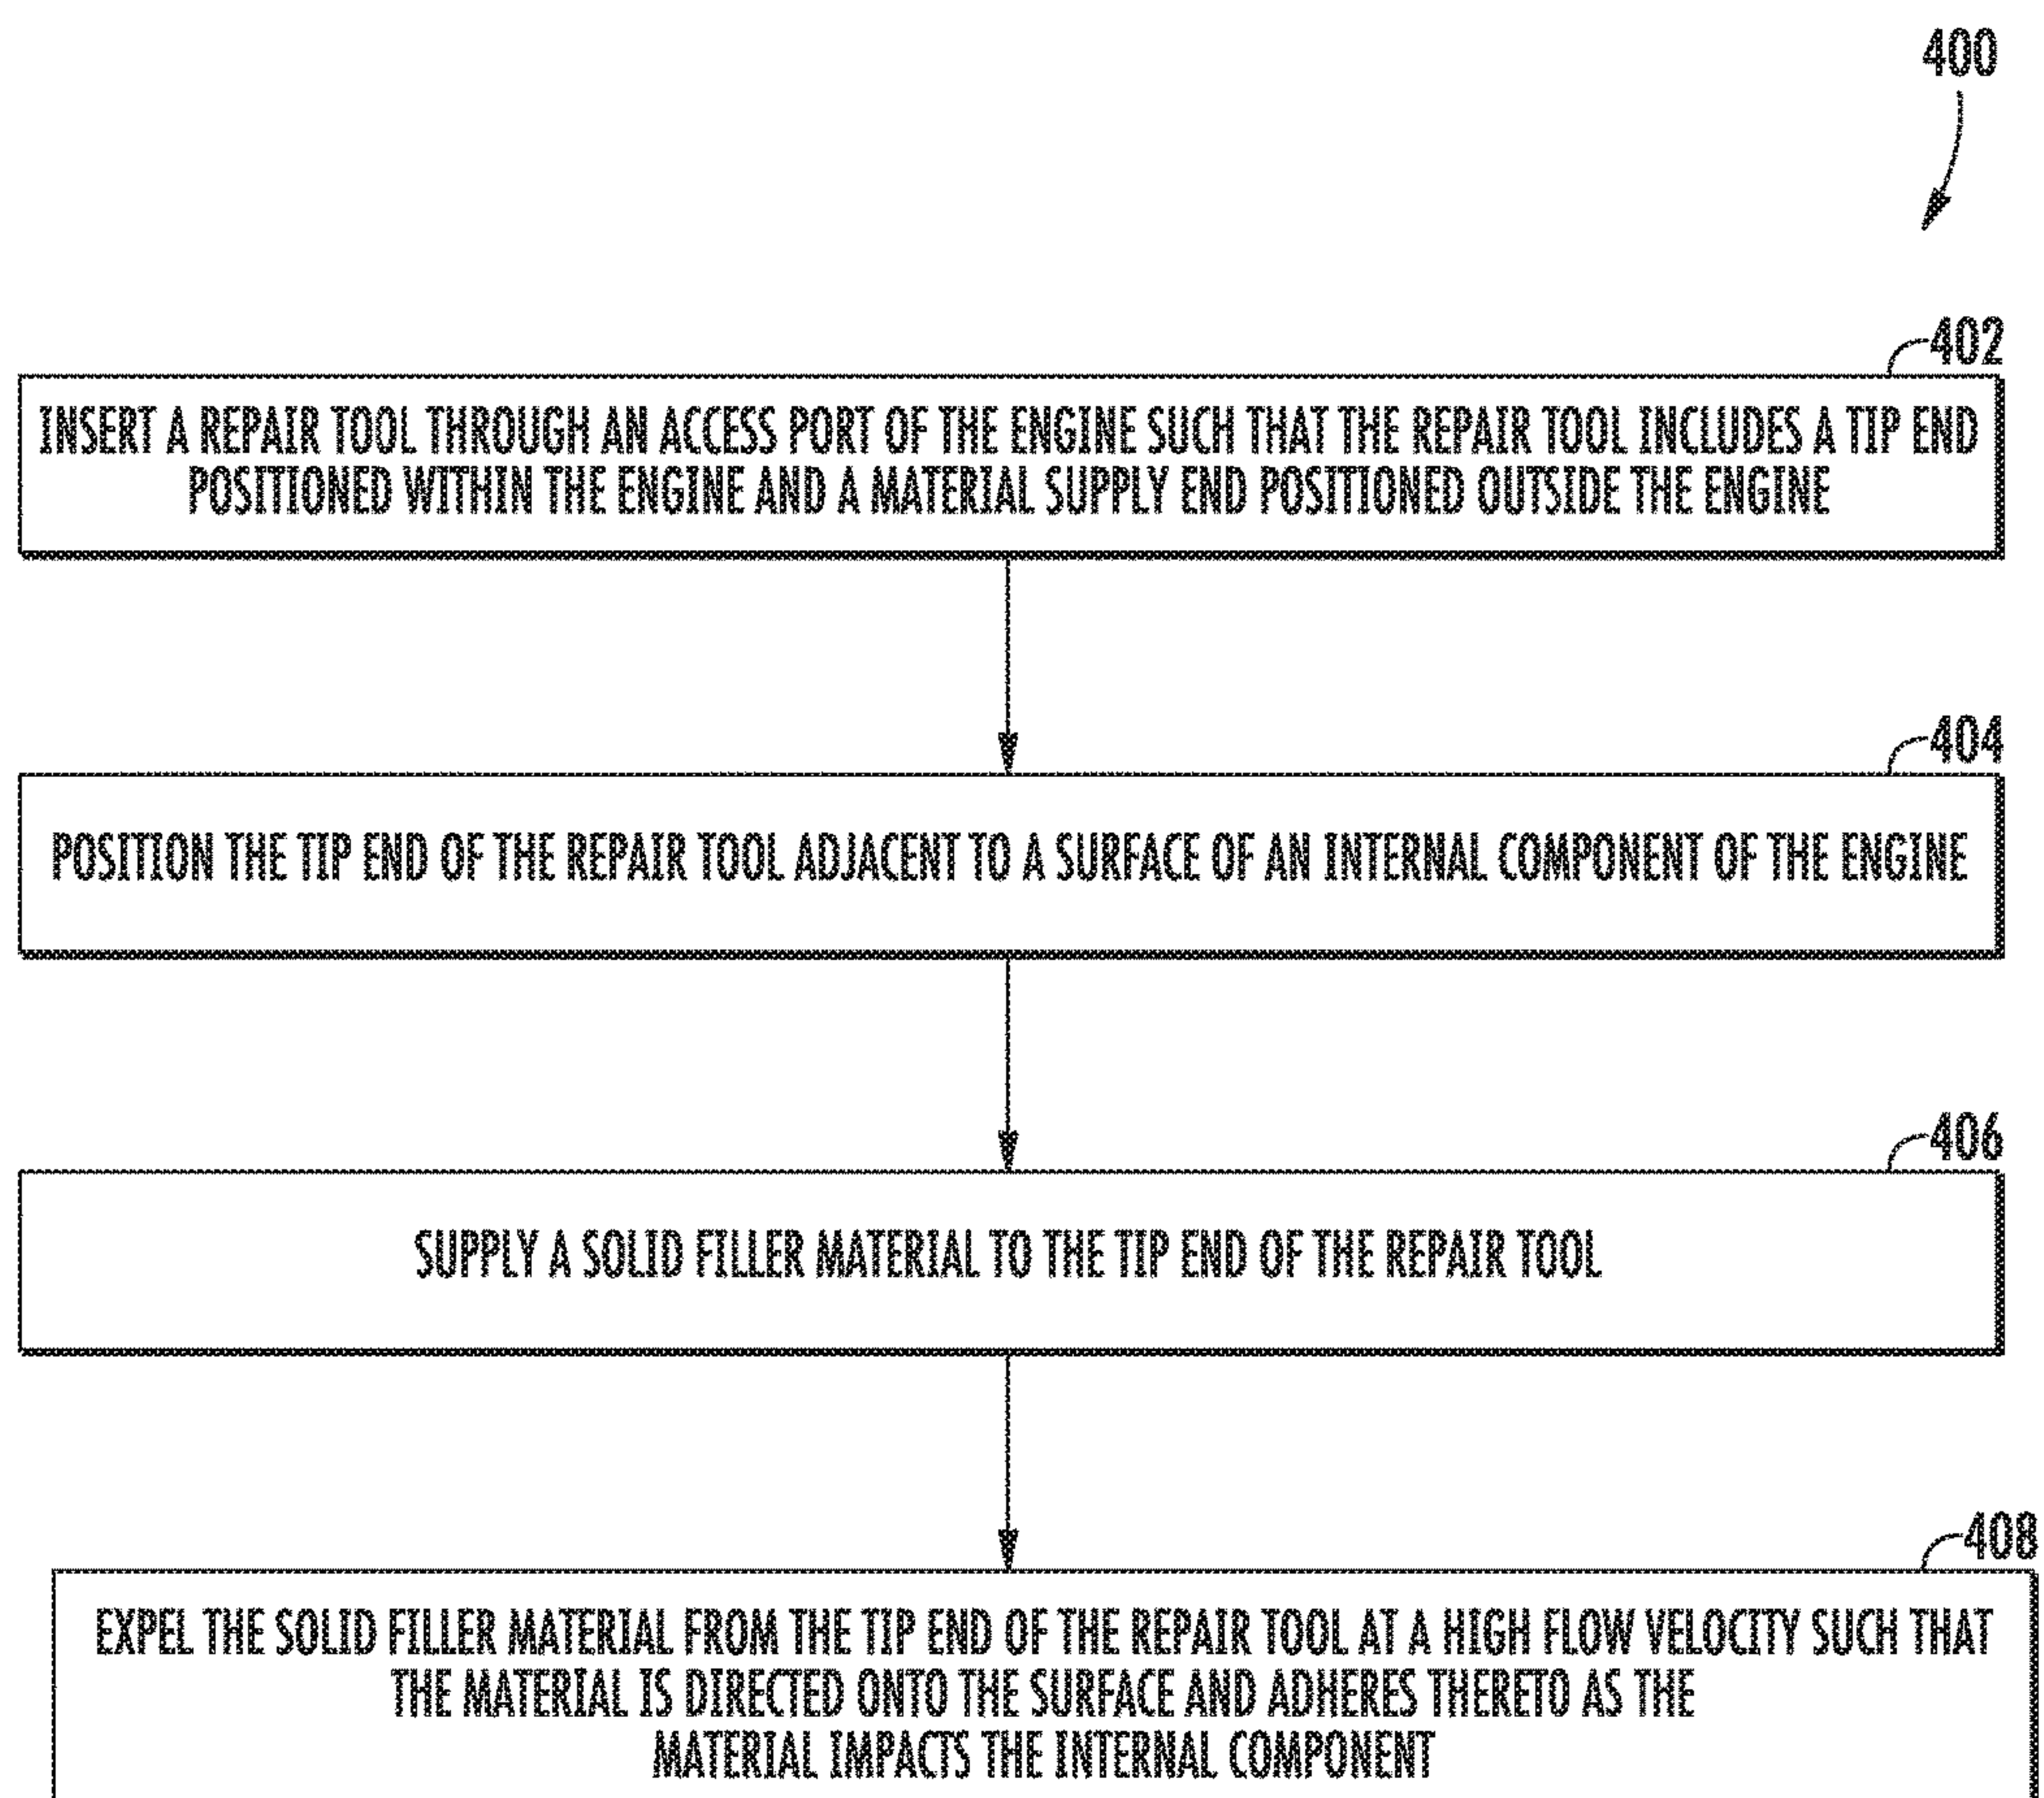 400
402
INSERT A REPAIR TOOL THROUGH AN ACCESS PORT OF THE ENGINE SUCH THAT THE REPAIR TOOL INCLUDES A TIP END
POSITIONED WITHIN THE ENGINE AND A MATERIAL SUPPLY END POSITIONED OUTSIDE THE ENGINE
404
POSITION THE TIP END OF THE REPAIR TOOL ADJACENT TO A SURFACE OF AN INTERNAL COMPONENT OF THE ENGINE
406
SUPPLY A SOLID FILLER MATERIAL TO THE TIP END OF THE REPAIR TOOL
408
EXPEL THE SOLID FILLER MATERIAL FROM THE TIP END OF THE REPAIR TOOL AT A HIGH FLOW VELOCITY SUCH THAT
THE MATERIAL IS DIRECTED ONTO THE SURFACE AND ADHERES THERETO AS THE
MATERIAL IMPACTS THE INTERNAL COMPONENT